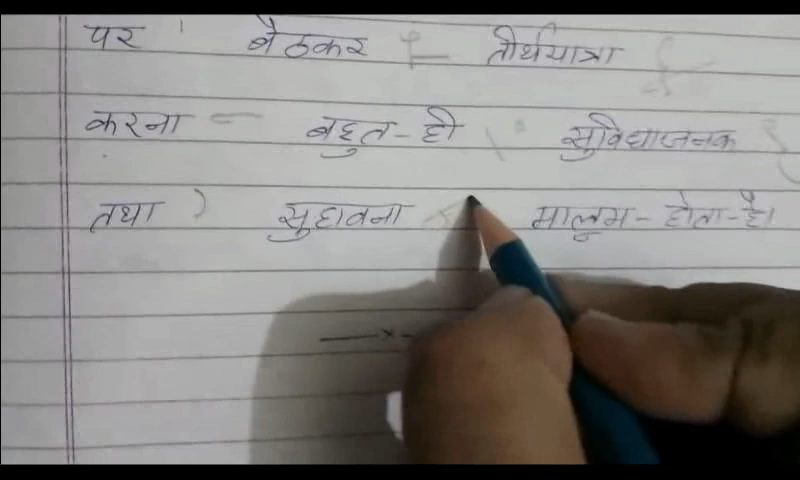 पर बैठकर तीर्थयात्रा
करना बहुत-ही सुविधाजनक
तथा सुहावना मालूम-होता-है।